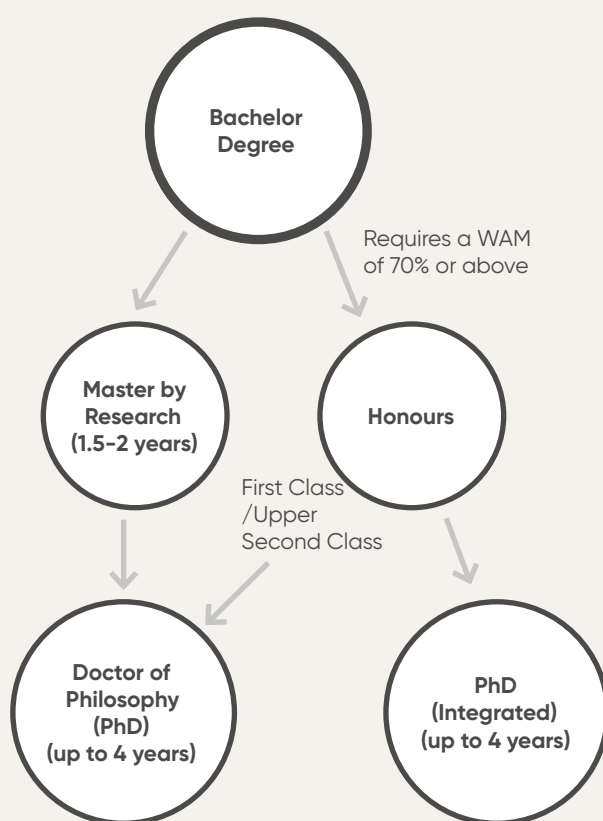 Bachelor
Degree
Requires a WAM
of 70% or above
Master by
Research
(1.5-2 years)
Honours
First Class
/Upper
Second Class
Doctor of
Philosophy
(PhD)
(up to 4 years)
PhD
(Integrated)
(up to 4 years)